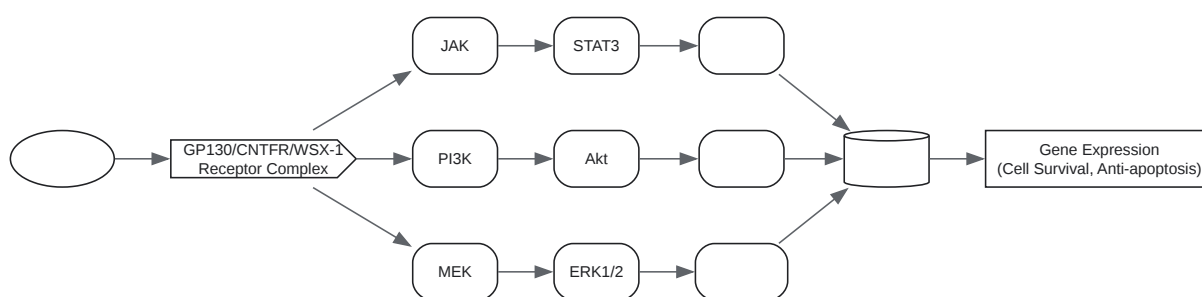 JAK
STAT3
GP130/CNTFR/WSX-1
Receptor Complex
PI3K
Akt
Gene Expression
(Cell Survival, Anti-apoptosis)
MEK
ERK1/2